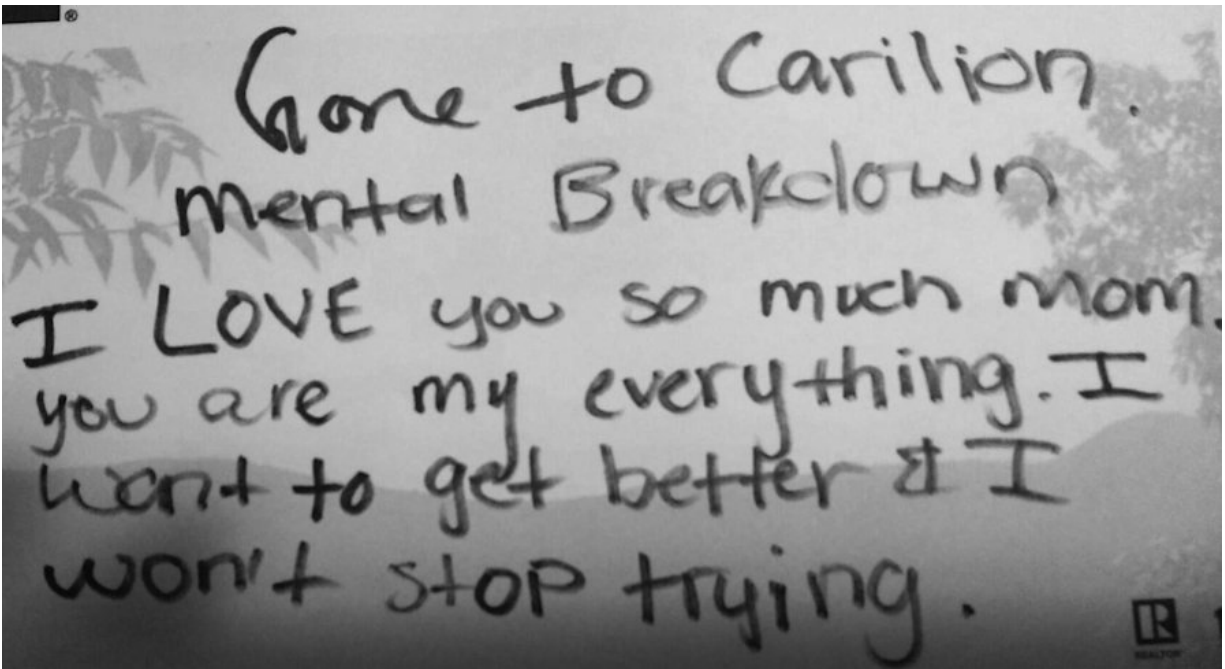 ®
Gone to Carilion.
mental Breakdown
I LOVE you so much mom.
you are my everything. I
want to get better & I
won't stop trying.
R
REALTOR